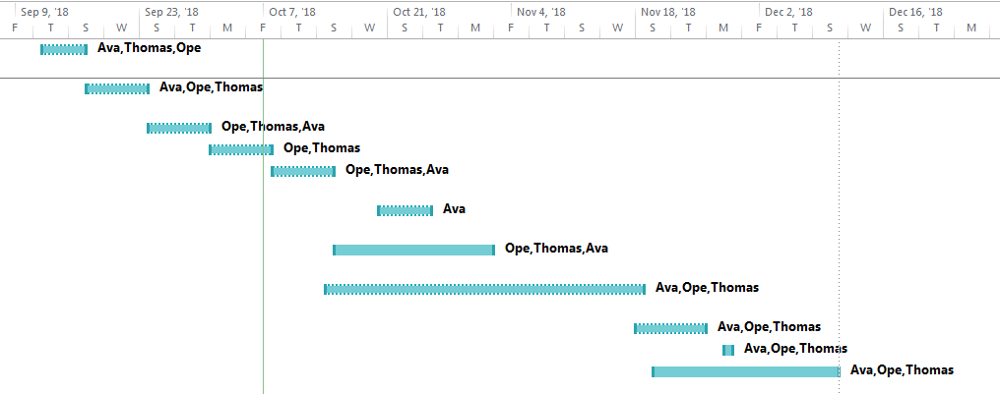 Sep 9, '18 Sep 23, '18 Oct 7, '18 Oct 21, '18 Nov 4, '18 Nov 18, '18 Dec 2, '18 Dec 16, '18
F T S W S T M F T S W S T M F T S W S T M F T S W S T M
Ava,Thomas,Ope
Ava,Ope,Thomas
Ope,Thomas,Ava
Ope,Thomas
Ope,Thomas,Ava
Ava
Ope,Thomas,Ava
Ava,Ope,Thomas
Ava,Ope,Thomas
Ava,Ope,Thomas
Ava,Ope,Thomas